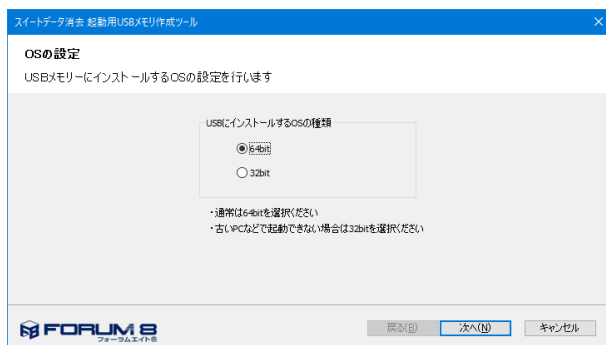 スイートデータ消去 起動用USBメモリ作成ツール
OSの設定
USBメモリーにインストールするOSの設定を行います
USBにインストールするOSの種類
64bit
32bit
・通常は64bitを選択ください
・古いPCなどで起動できない場合は32bitを選択ください
FORUM 8
フォーラムエイト®
戻る(B) 次へ(N) キャンセル